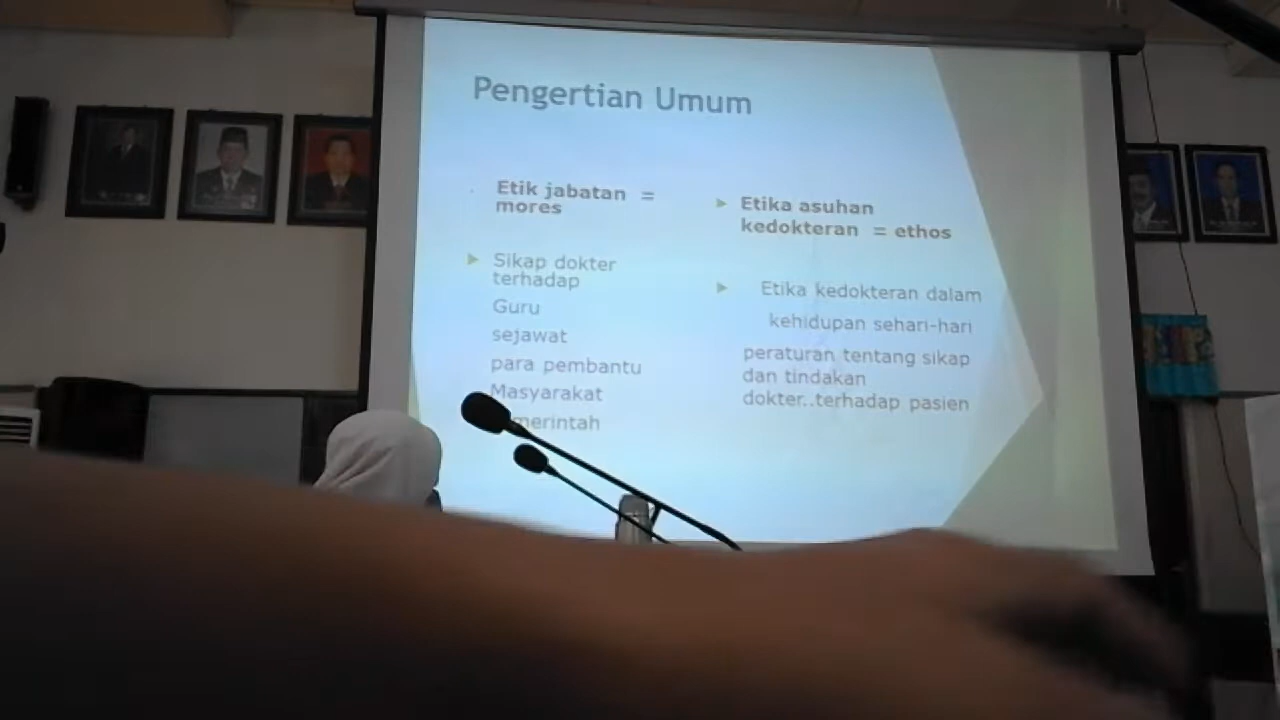 Pengertian Umum
Etik jabatan =
mores
Sikap dokter
terhadap
Guru
sejawat
para pembantu
Masyarakat
merintah
Etika asuhan
kedokteran = ethos
Etika kedokteran dalam
kehidupan sehari-hari
peraturan tentang sikap
dan tindakan
dokter..terhadap pasien